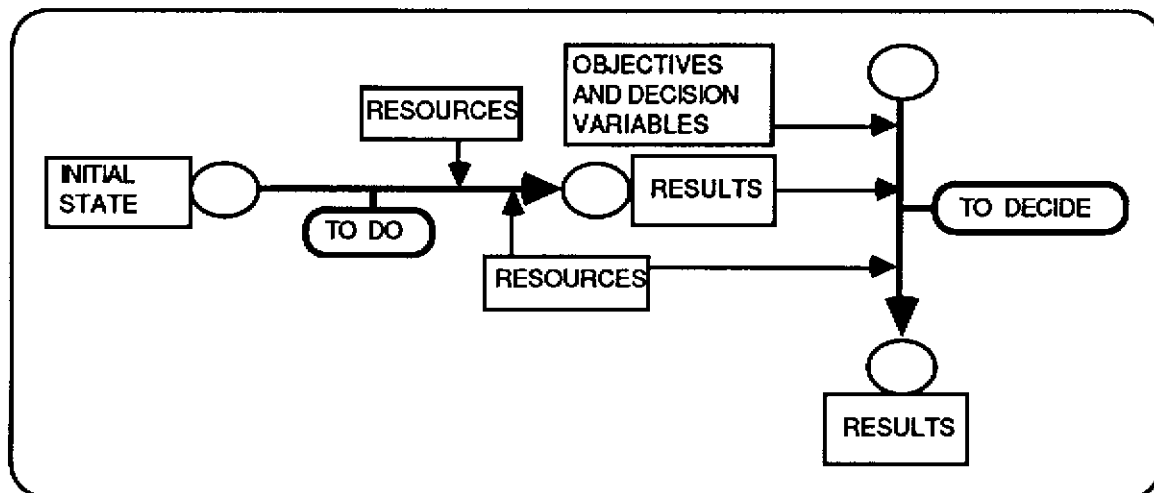 OBJECTIVES
AND DECISION
VARIABLES
RESOURCES
INITIAL
STATE
RESULTS
TO DECIDE
TO DO
RESOURCES
RESULTS